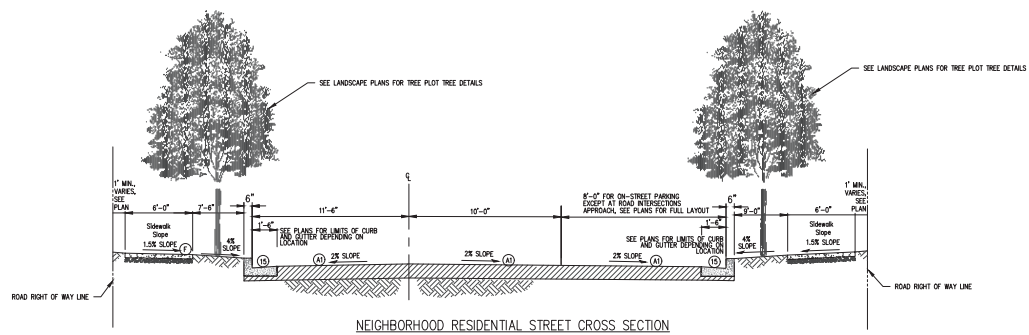 SEE LANDSCAPE PLANS FOR TREE PLOT TREE DETAILS
SEE LANDSCAPE PLANS FOR TREE PLOT TREE DETAILS
1' MIN.,
VARIES,
SEE
PLAN
6'-0"
7'-6"
6"
℄
11'-6"
10'-0"
8'-0" FOR ON-STREET PARKING
EXCEPT AT ROAD INTERSECTIONS
APPROACH, SEE PLANS FOR FULL LAYOUT
6"
9'-0"
6'-0"
1' MIN.,
VARIES,
SEE
PLAN
Sidewalk
Slope
1.5% SLOPE
F
4%
SLOPE
1'-6"
SEE PLANS FOR LIMITS OF CURB
AND GUTTER DEPENDING ON
LOCATION
15
A1
2% SLOPE
2% SLOPE
A1
1'-6"
SEE PLANS FOR LIMITS OF CURB
AND GUTTER DEPENDING ON
LOCATION
2% SLOPE
A1
15
4%
SLOPE
Sidewalk
Slope
1.5% SLOPE
ROAD RIGHT OF WAY LINE
ROAD RIGHT OF WAY LINE
NEIGHBORHOOD RESIDENTIAL STREET CROSS SECTION